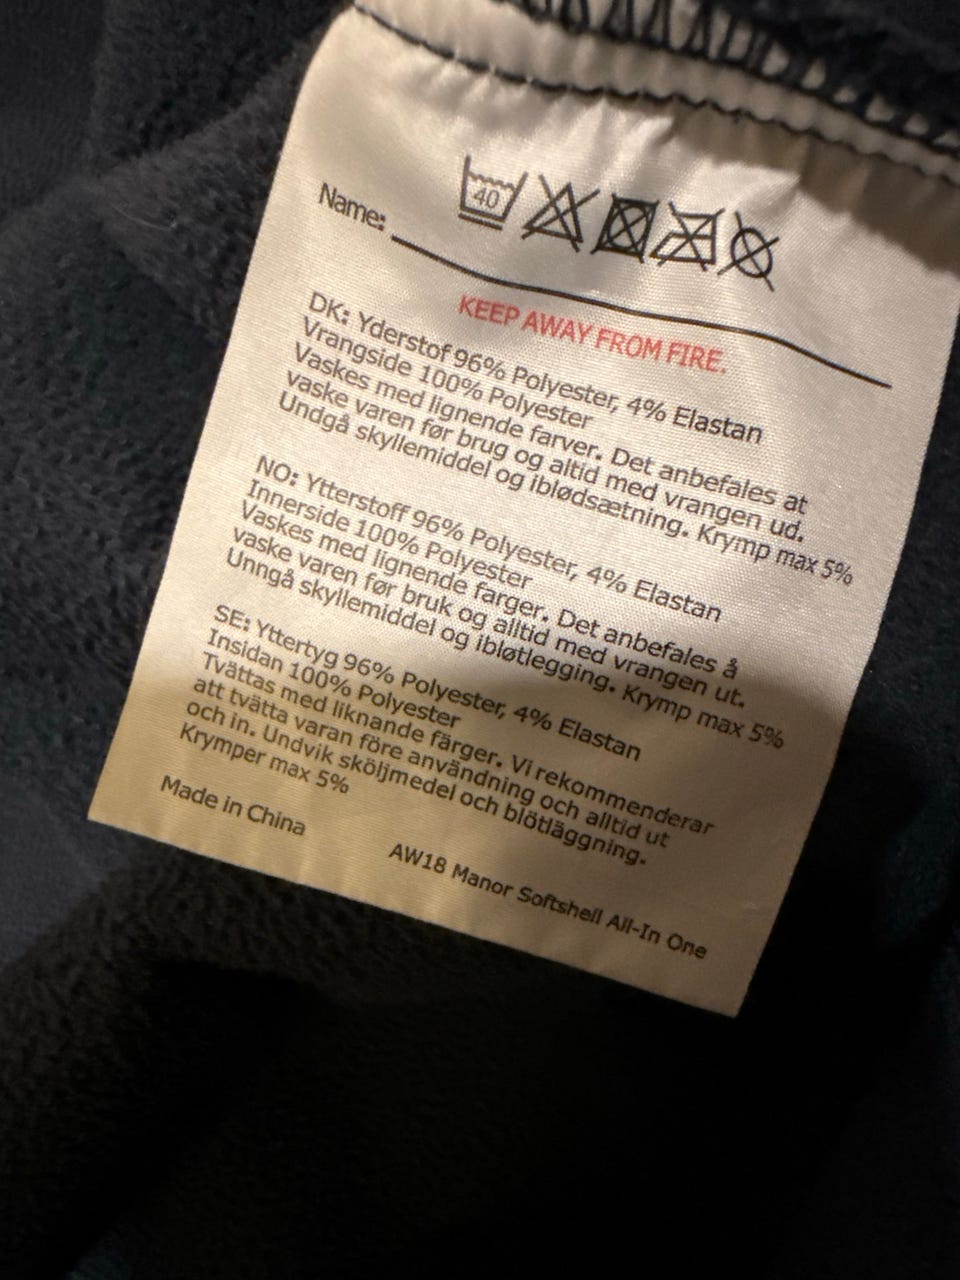 40
Name:
KEEP AWAY FROM FIRE.
DK: Yderstof 96% Polyester, 4% Elastan
Vrangside 100% Polyester
Vaskes med lignende farver. Det anbefales at
vaske varen før brug og altid med vrangen ud.
Undgå skyllemiddel og iblødsætning. Krymp max 5%
NO: Ytterstoff 96% Polyester, 4% Elastan
Innerside 100% Polyester
Vaskes med lignende farger. Det anbefales å
vaske varen før bruk og alltid med vrangen ut.
Unngå skyllemiddel og ibløtlegging. Krymp max 5%
SE: Yttertyg 96% Polyester, 4% Elastan
Insidan 100% Polyester
Tvättas med liknande färger. Vi rekommenderar
att tvätta varan före användning och alltid ut
och in. Undvik sköljmedel och blötläggning.
Krymper max 5%
Made in China
AW18 Manor Softshell All-In One